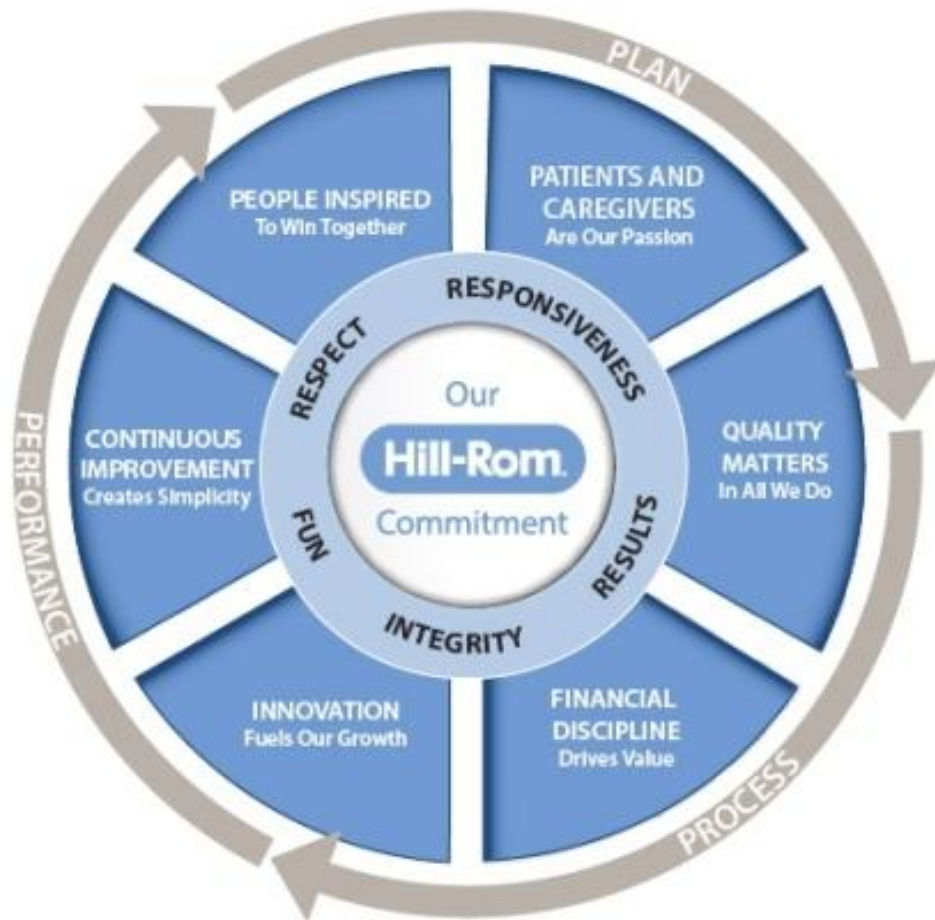 PLAN
PEOPLE INSPIRED
To Win Together
PATIENTS AND
CAREGIVERS
Are Our Passion
RESPECT
RESPONSIVENESS
PERFORMANCE
CONTINUOUS
IMPROVEMENT
Creates Simplicity
Our
Hill-Rom.
Commitment
QUALITY
MATTERS
In All We Do
FUN
INTEGRITY
RESULTS
INNOVATION
Fuels Our Growth
FINANCIAL
DISCIPLINE
Drives Value
PROCESS